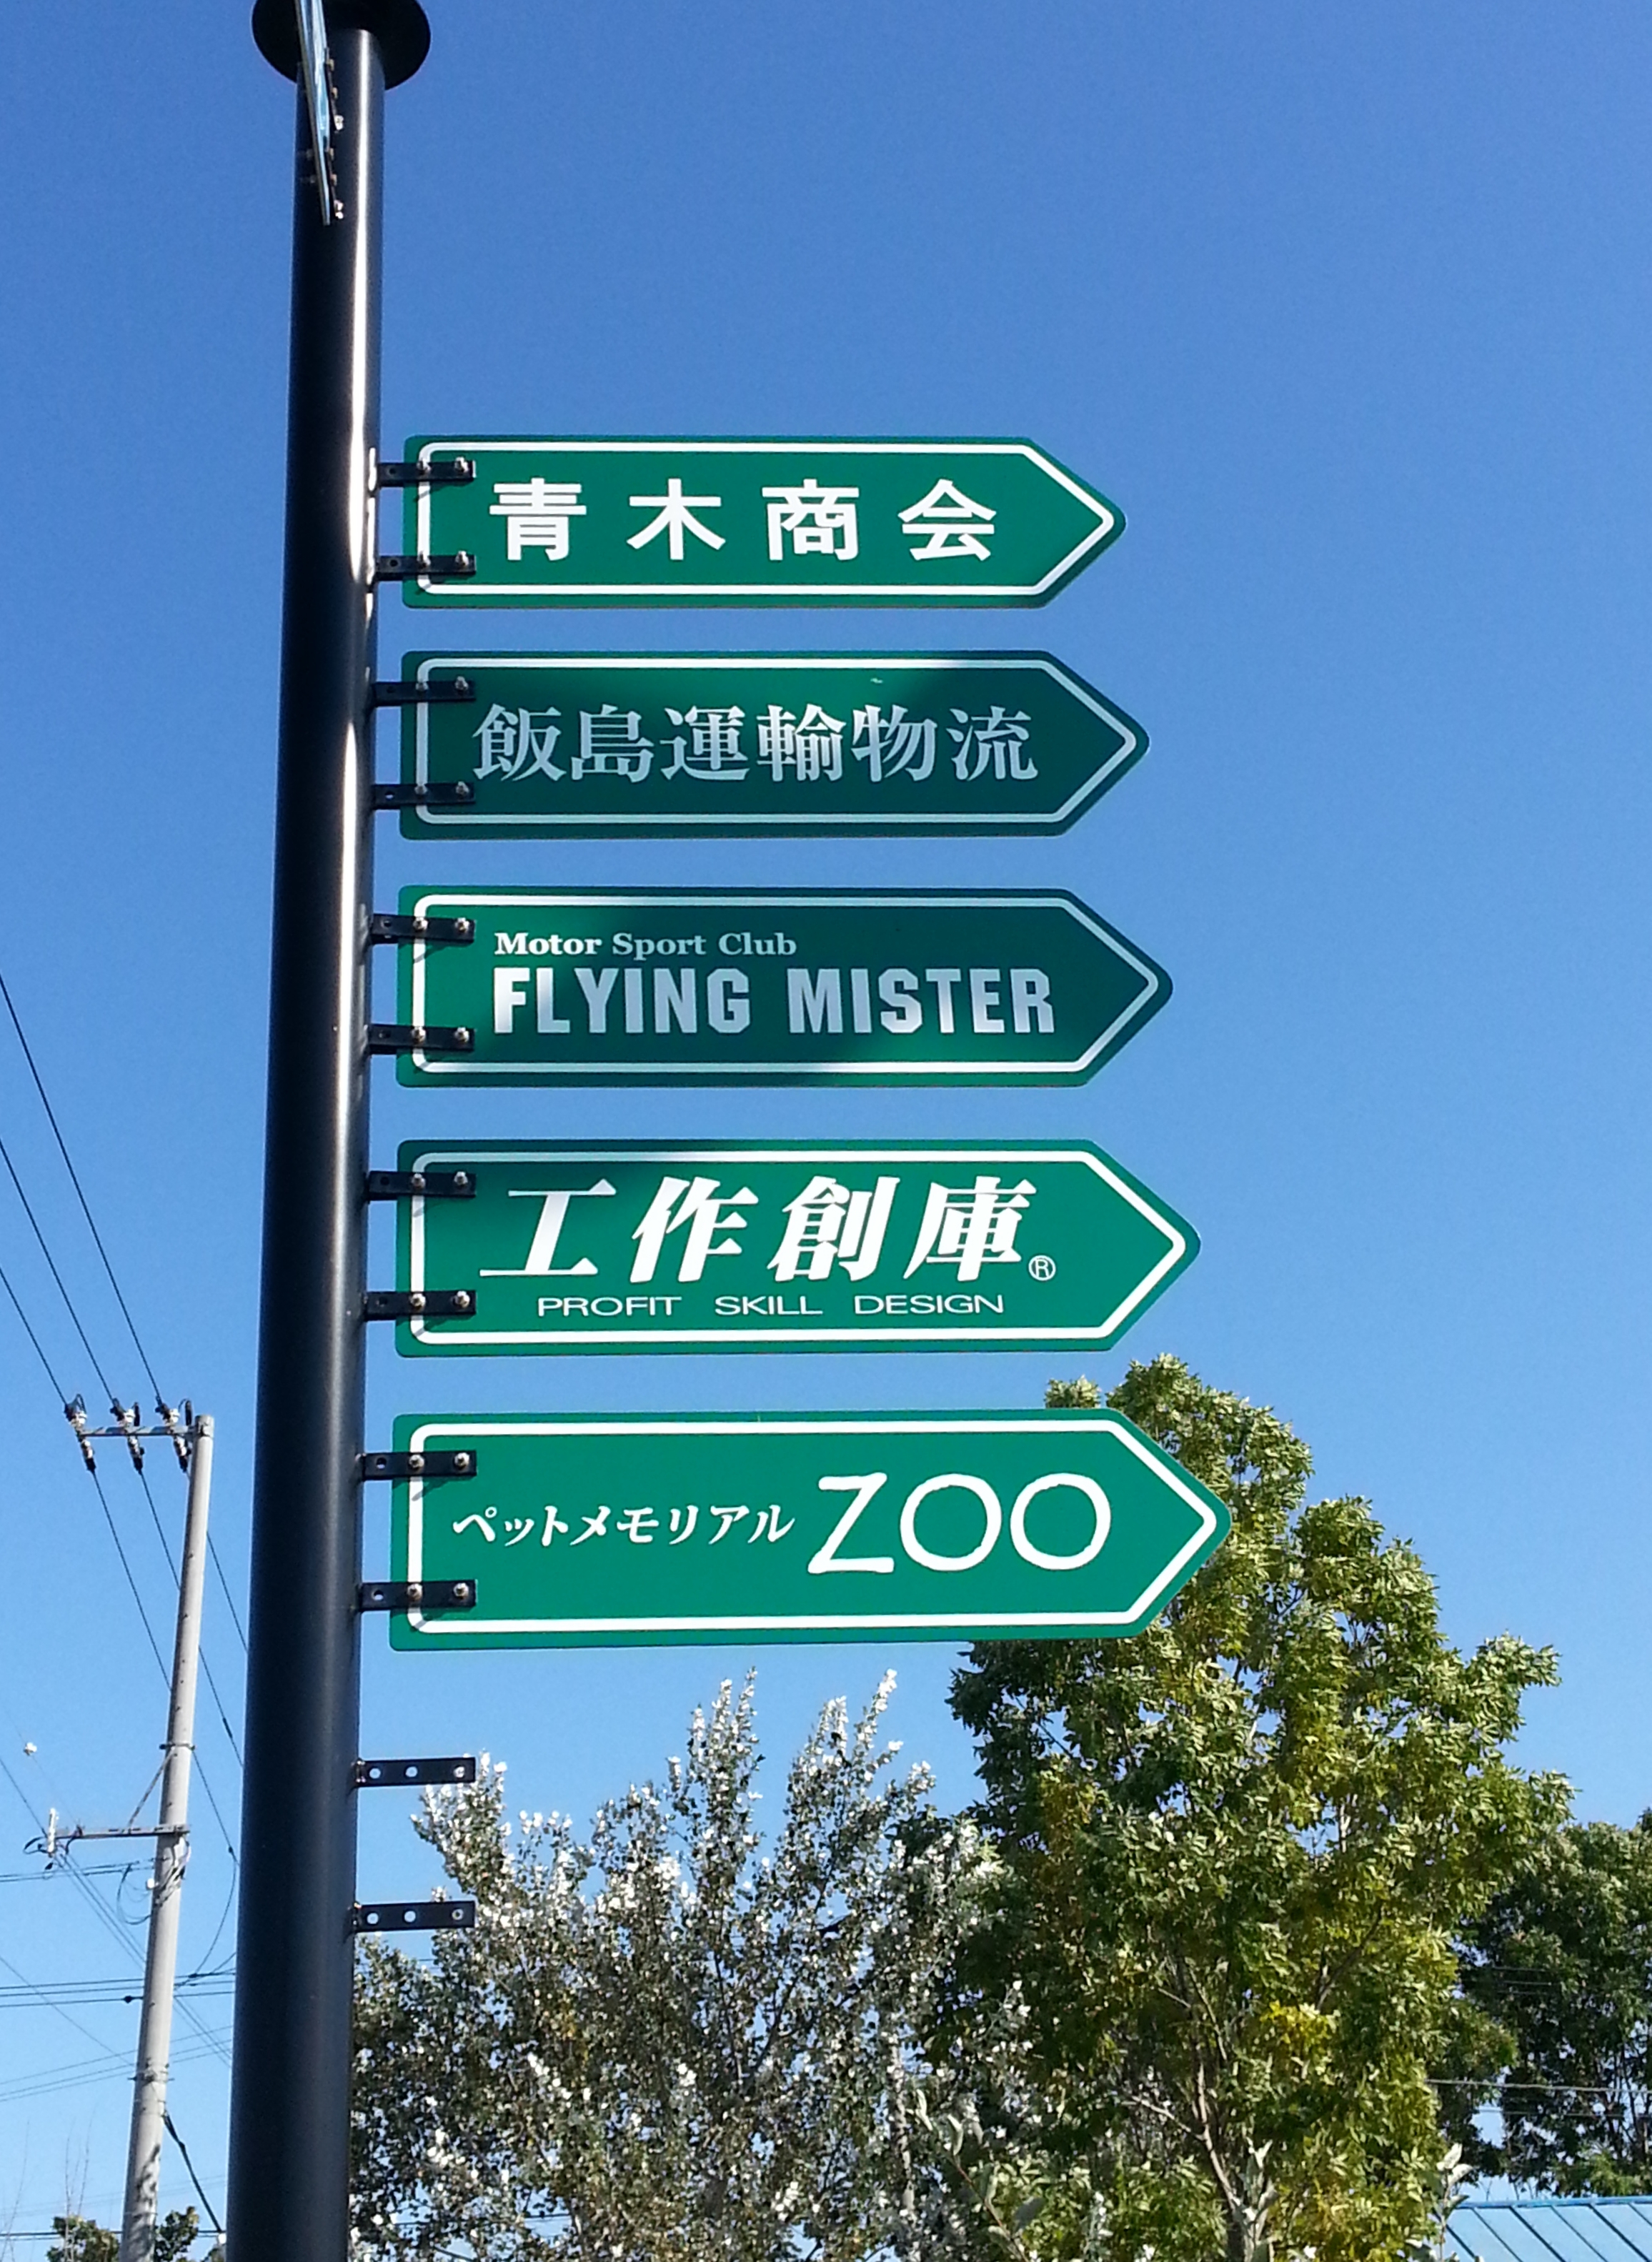 青木商会
飯島運輸物流
Motor Sport Club
FLYING MISTER
工作創庫®
PROFIT SKILL DESIGN
ペットメモリアル ZOO